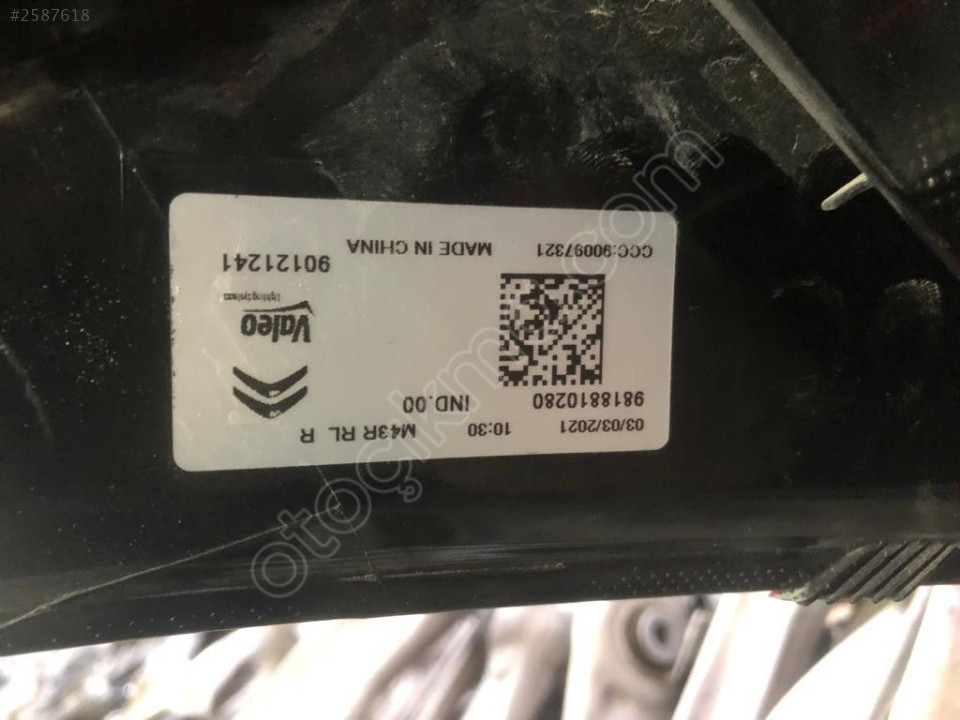 #2587618
03/03/2021 10:30 M43R RL R
9818810280 IND.00
Valeo
Lighting Systems
90121241
CCC:90097321 MADE IN CHINA
otoçıkma.com